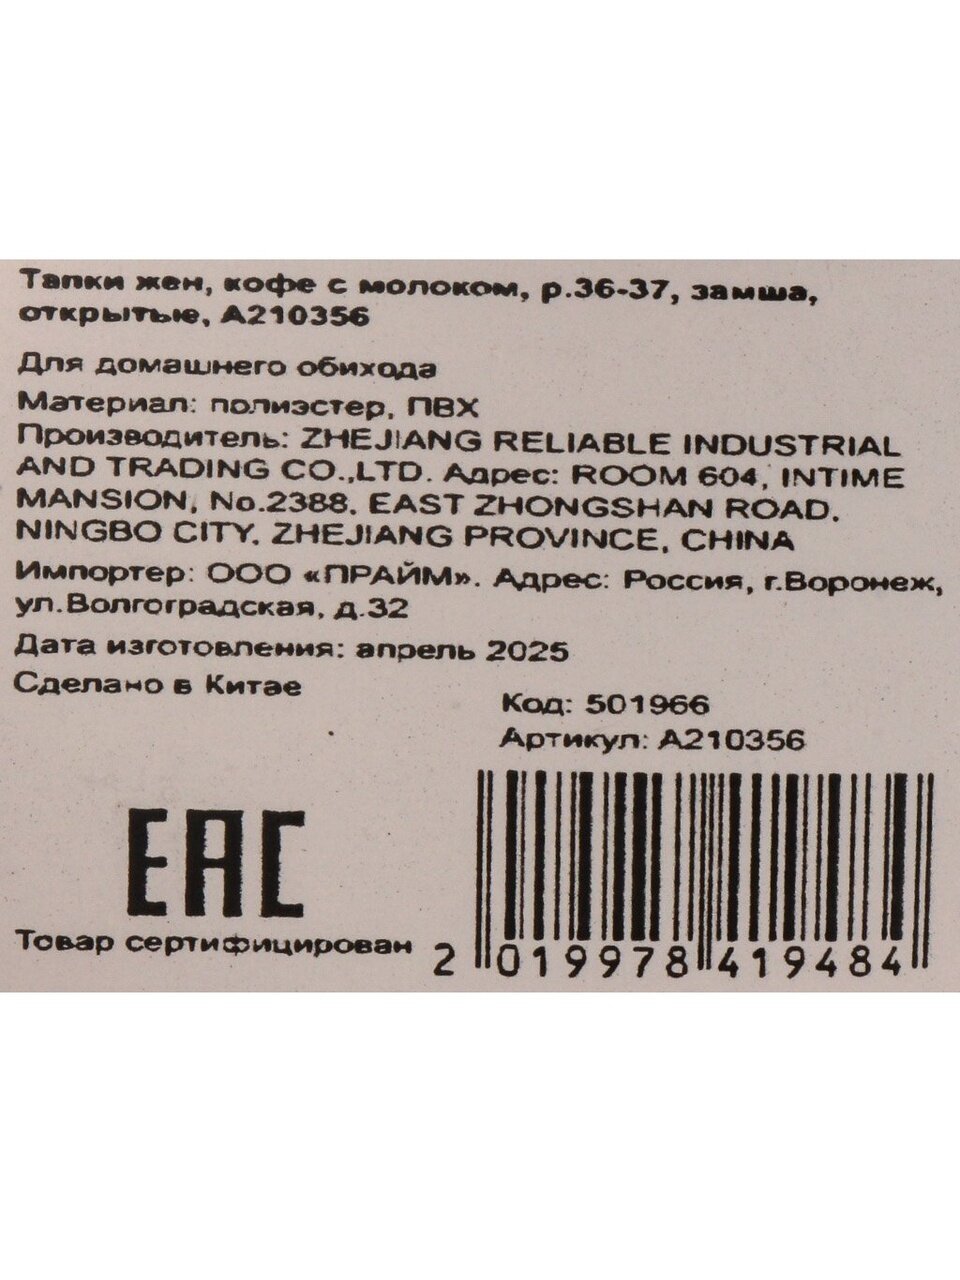 Тапки жен, кофе с молоком, р.36-37, замша,
открытые, А210356
Для домашнего обихода
Материал: полиэстер, ПВХ
Производитель: ZHEJIANG RELIABLE INDUSTRIAL
AND TRADING CO.,LTD. Адрес: ROOM 604, INTIME
MANSION, No.2388, EAST ZHONGSHAN ROAD,
NINGBO CITY, ZHEJIANG PROVINCE, CHINA
Импортер: ООО «ПРАЙМ». Адрес: Россия, г.Воронеж,
ул.Волгоградская, д.32
Дата изготовления: апрель 2025
Сделано в Китае
Код: 501966
Артикул: А210356
EAC
Товар сертифицирован
2 019978 419484